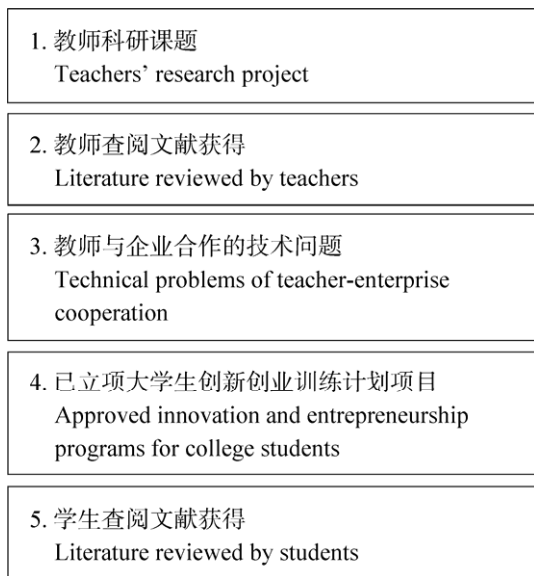 1. 教师科研课题
Teachers’ research project
2. 教师查阅文献获得
Literature reviewed by teachers
3. 教师与企业合作的技术问题
Technical problems of teacher-enterprise
cooperation
4. 已立项大学生创新创业训练计划项目
Approved innovation and entrepreneurship
programs for college students
5. 学生查阅文献获得
Literature reviewed by students